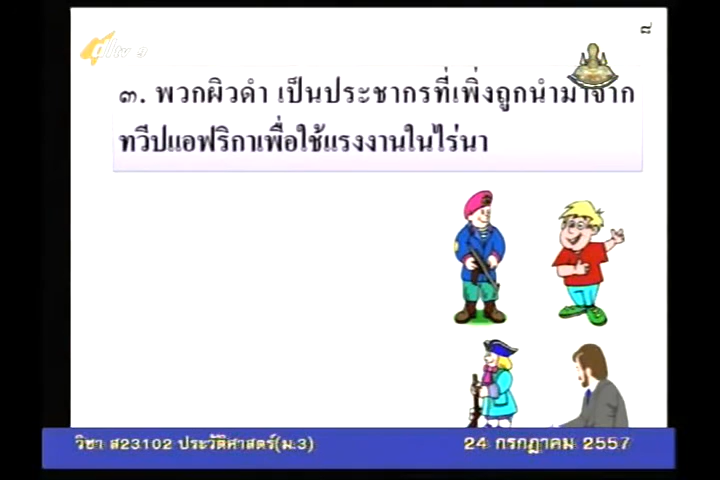 ๘
dltv 9
๓. พวกผิวดำ เป็นประชากรที่เพิ่งถูกนำมาจาก
ทวีปแอฟริกาเพื่อใช้แรงงานในไร่นา
วิชา ส23102 ประวัติศาสตร์(ม.3)
24 กรกฎาคม 2557